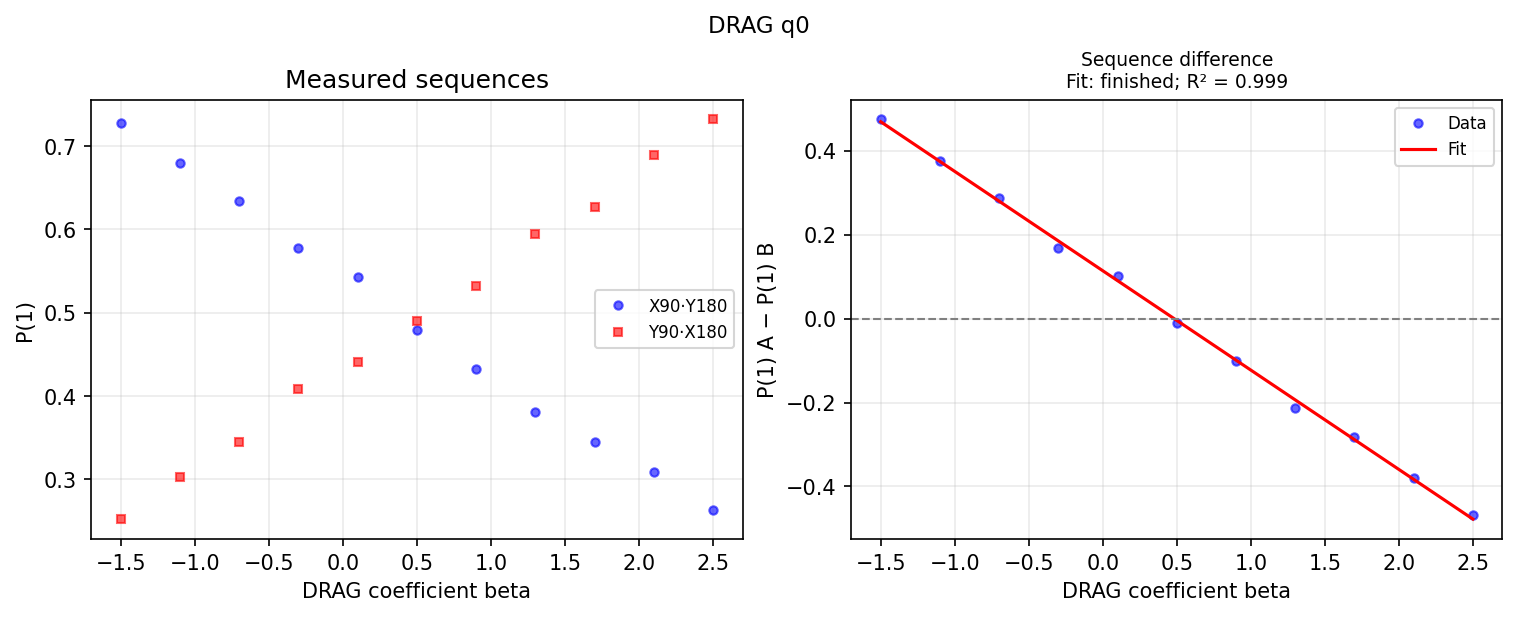 DRAG q0
Measured sequences
P(1)
0.7
0.6
0.5
0.4
0.3
X90·Y180
Y90·X180
−1.5 −1.0 −0.5 0.0 0.5 1.0 1.5 2.0 2.5
DRAG coefficient beta
Sequence difference
Fit: finished; R² = 0.999
P(1) A − P(1) B
0.4
0.2
0.0
−0.2
−0.4
Data
Fit
−1.5 −1.0 −0.5 0.0 0.5 1.0 1.5 2.0 2.5
DRAG coefficient beta